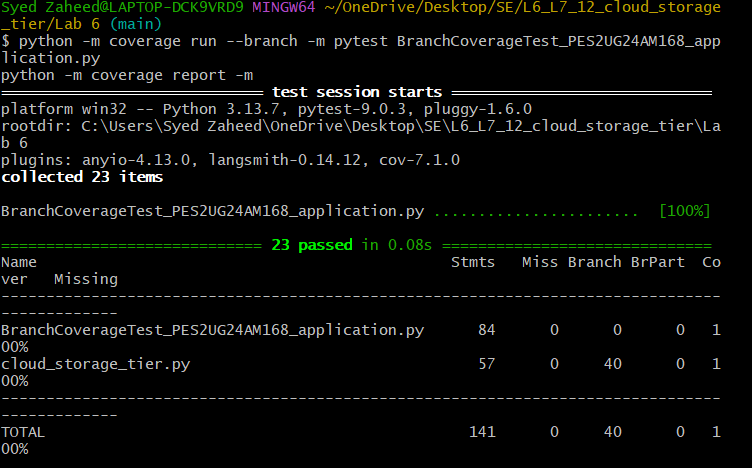 Syed Zaheed@LAPTOP-DCK9VRD9 MINGW64 ~/OneDrive/Desktop/SE/L6_L7_12_cloud_storage
_tier/Lab 6 (main)
$ python -m coverage run --branch -m pytest BranchCoverageTest_PES2UG24AM168_app
lication.py
python -m coverage report -m
============================= test session starts =============================
platform win32 -- Python 3.13.7, pytest-9.0.3, pluggy-1.6.0
rootdir: C:\Users\Syed Zaheed\OneDrive\Desktop\SE\L6_L7_12_cloud_storage_tier\La
b 6
plugins: anyio-4.13.0, langsmith-0.14.12, cov-7.1.0
collected 23 items
BranchCoverageTest_PES2UG24AM168_application.py ....................... [100%]
============================= 23 passed in 0.08s ==============================
Name                                              Stmts   Miss Branch BrPart  Co
ver   Missing
--------------------------------------------------------------------------------
-------------
BranchCoverageTest_PES2UG24AM168_application.py      84      0      0      0   1
00%
cloud_storage_tier.py                                57      0     40      0   1
00%
--------------------------------------------------------------------------------
-------------
TOTAL                                               141      0     40      0   1
00%